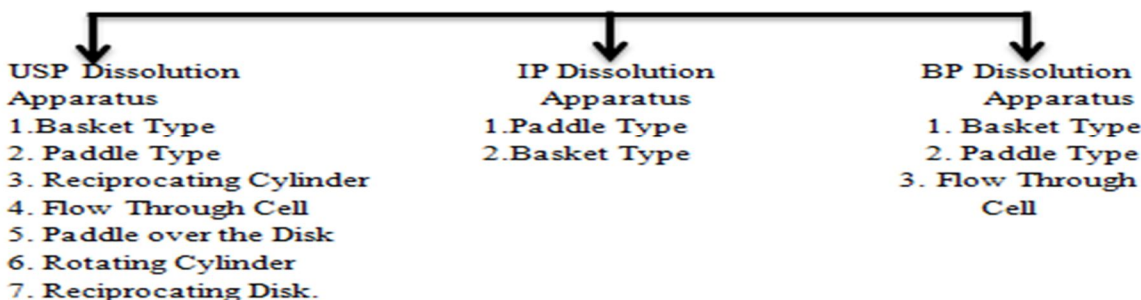 USP Dissolution
Apparatus
1.Basket Type
2. Paddle Type
3. Reciprocating Cylinder
4. Flow Through Cell
5. Paddle over the Disk
6. Rotating Cylinder
7. Reciprocating Disk.
IP Dissolution
Apparatus
1.Paddle Type
2.Basket Type
BP Dissolution
Apparatus
1. Basket Type
2. Paddle Type
3. Flow Through
Cell